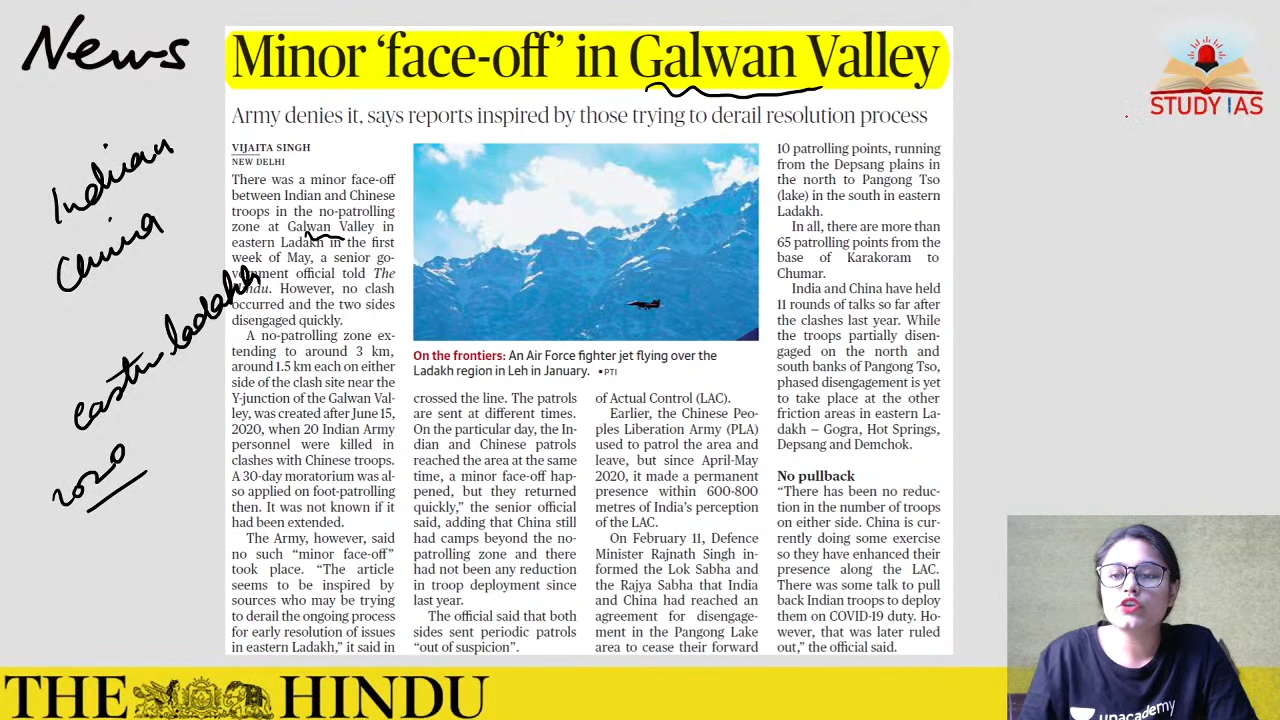 News
Indian
China
eastern ladakh
2020
Minor ‘face-off’ in Galwan Valley
Army denies it, says reports inspired by those trying to derail resolution process
VIJAITA SINGH
NEW DELHI
There was a minor face-off
between Indian and Chinese
troops in the no-patrolling
zone at Galwan Valley in
eastern Ladakh in the first
week of May, a senior go-
vernment official told The
Hindu. However, no clash
occurred and the two sides
disengaged quickly.
A no-patrolling zone ex-
tending to around 3 km,
around 1.5 km each on either
side of the clash site near the
Y-junction of the Galwan Val-
ley, was created after June 15,
2020, when 20 Indian Army
personnel were killed in
clashes with Chinese troops.
A 30-day moratorium was al-
so applied on foot-patrolling
then. It was not known if it
had been extended.
The Army, however, said
no such “minor face-off”
took place. “The article
seems to be inspired by
sources who may be trying
to derail the ongoing process
for early resolution of issues
in eastern Ladakh,” it said in
On the frontiers: An Air Force fighter jet flying over the
Ladakh region in Leh in January. ▪PTI
crossed the line. The patrols
are sent at different times.
On the particular day, the In-
dian and Chinese patrols
reached the area at the same
time, a minor face-off hap-
pened, but they returned
quickly,” the senior official
said, adding that China still
had camps beyond the no-
patrolling zone and there
had not been any reduction
in troop deployment since
last year.
The official said that both
sides sent periodic patrols
“out of suspicion”.
of Actual Control (LAC).
Earlier, the Chinese Peo-
ples Liberation Army (PLA)
used to patrol the area and
leave, but since April-May
2020, it made a permanent
presence within 600-800
metres of India’s perception
of the LAC.
On February 11, Defence
Minister Rajnath Singh in-
formed the Lok Sabha and
the Rajya Sabha that India
and China had reached an
agreement for disengage-
ment in the Pangong Lake
area to cease their forward
10 patrolling points, running
from the Depsang plains in
the north to Pangong Tso
(lake) in the south in eastern
Ladakh.
In all, there are more than
65 patrolling points from the
base of Karakoram to
Chumar.
India and China have held
11 rounds of talks so far after
the clashes last year. While
the troops partially disen-
gaged on the north and
south banks of Pangong Tso,
phased disengagement is yet
to take place at the other
friction areas in eastern La-
dakh – Gogra, Hot Springs,
Depsang and Demchok.
No pullback
“There has been no reduc-
tion in the number of troops
on either side. China is cur-
rently doing some exercise
so they have enhanced their
presence along the LAC.
There was some talk to pull
back Indian troops to deploy
them on COVID-19 duty. Ho-
wever, that was later ruled
out,” the official said.
STUDY IAS
unacademy
THE HINDU